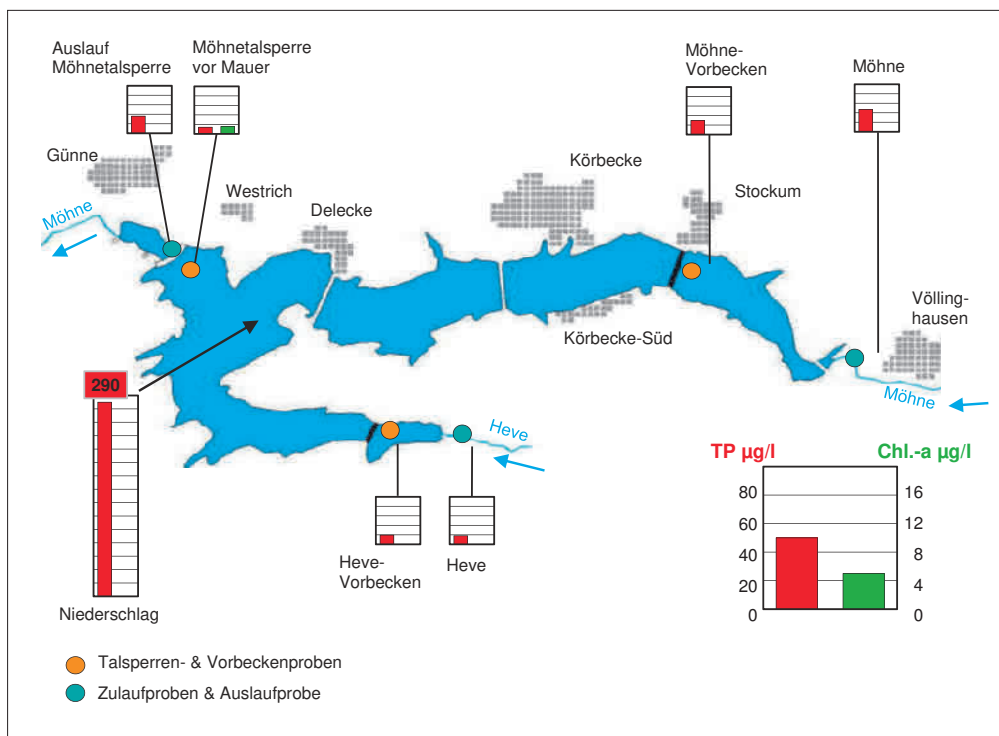 Auslauf
Möhnetalsperre
Möhnetalsperre
vor Mauer
Möhne-
Vorbecken
Möhne
Günne
Westrich
Delecke
Körbecke
Stockum
Möhne
Körbecke-Süd
Völling-
hausen
Möhne
290
Heve
Niederschlag
Heve-
Vorbecken
Heve
TP µg/l
Chl.-a µg/l
80 16
60 12
40 8
20 4
0 0
Talsperren- & Vorbeckenproben
Zulaufproben & Auslaufprobe